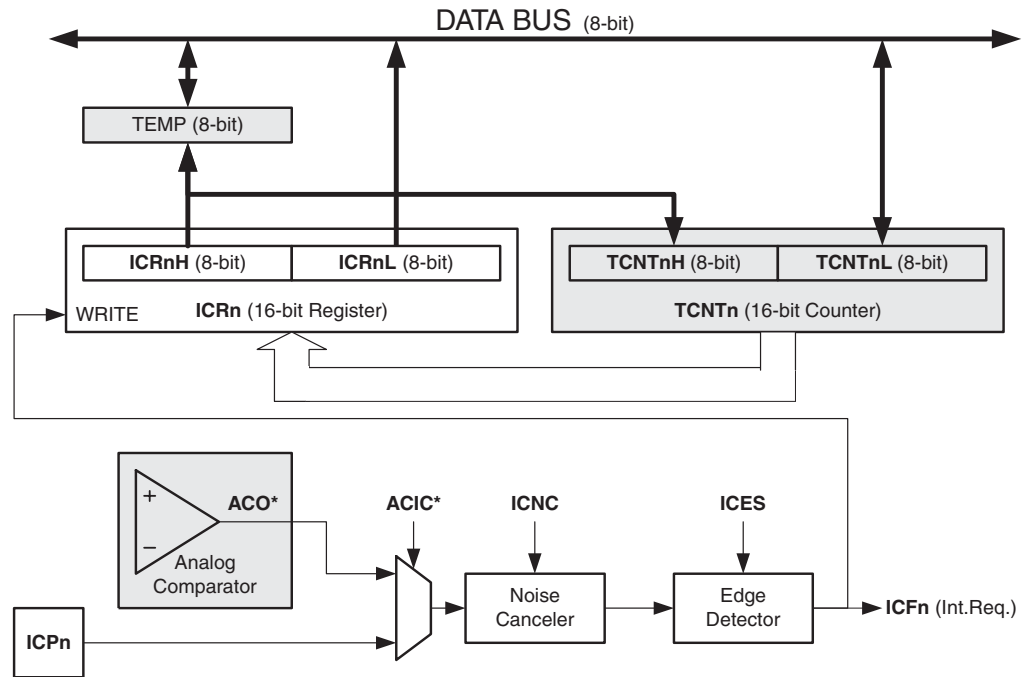 DATA BUS (8-bit)
TEMP (8-bit)
ICRnH (8-bit)
ICRnL (8-bit)
TCNTnH (8-bit)
TCNTnL (8-bit)
WRITE
ICRn (16-bit Register)
TCNTn (16-bit Counter)
+
−
ACO*
Analog
Comparator
ACIC*
ICNC
ICES
Noise
Canceler
Edge
Detector
ICFn (Int.Req.)
ICPn